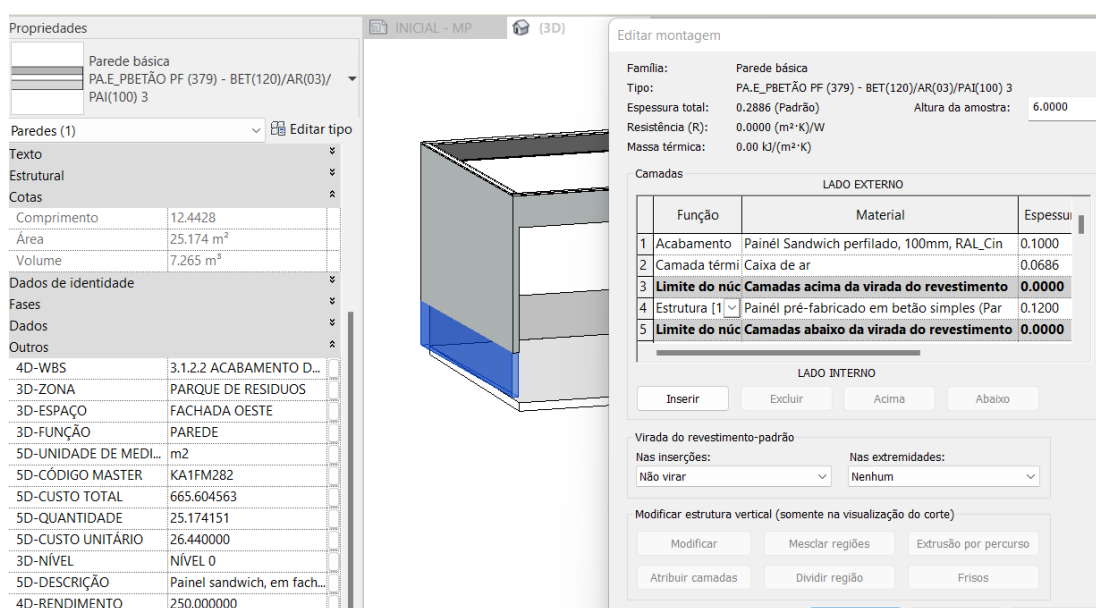 Propriedades
Parede básica
PA.E_PBETÃO PF (379) - BET(120)/AR(03)/
PAI(100) 3
Paredes (1)
Editar tipo
Texto
Estrutural
Cotas
Comprimento 12.4428
Área 25.174 m²
Volume 7.265 m³
Dados de identidade
Fases
Dados
Outros
4D-WBS 3.1.2.2 ACABAMENTO D...
3D-ZONA PARQUE DE RESIDUOS
3D-ESPAÇO FACHADA OESTE
3D-FUNÇÃO PAREDE
5D-UNIDADE DE MEDI... m2
5D-CÓDIGO MASTER KA1FM282
5D-CUSTO TOTAL 665.604563
5D-QUANTIDADE 25.174151
5D-CUSTO UNITÁRIO 26.440000
3D-NÍVEL NÍVEL 0
5D-DESCRIÇÃO Painel sandwich, em fach...
4D-RENDIMENTO 250.000000
INICIAL - MP
(3D)
Editar montagem
Família: Parede básica
Tipo: PA.E_PBETÃO PF (379) - BET(120)/AR(03)/PAI(100) 3
Espessura total: 0.2886 (Padrão) Altura da amostra: 6.0000
Resistência (R): 0.0000 (m²·K)/W
Massa térmica: 0.00 kJ/(m²·K)
Camadas
LADO EXTERNO
Função Material Espessu
1 Acabamento Painél Sandwich perfilado, 100mm, RAL_Cin 0.1000
2 Camada térmi Caixa de ar 0.0686
3 Limite do núc Camadas acima da virada do revestimento 0.0000
4 Estrutura [1 Painél pré-fabricado em betão simples (Par 0.1200
5 Limite do núc Camadas abaixo da virada do revestimento 0.0000
LADO INTERNO
Inserir Excluir Acima Abaixo
Virada do revestimento-padrão
Nas inserções: Nas extremidades:
Não virar Nenhum
Modificar estrutura vertical (somente na visualização do corte)
Modificar Mesclar regiões Extrusão por percurso
Atribuir camadas Dividir região Frisos